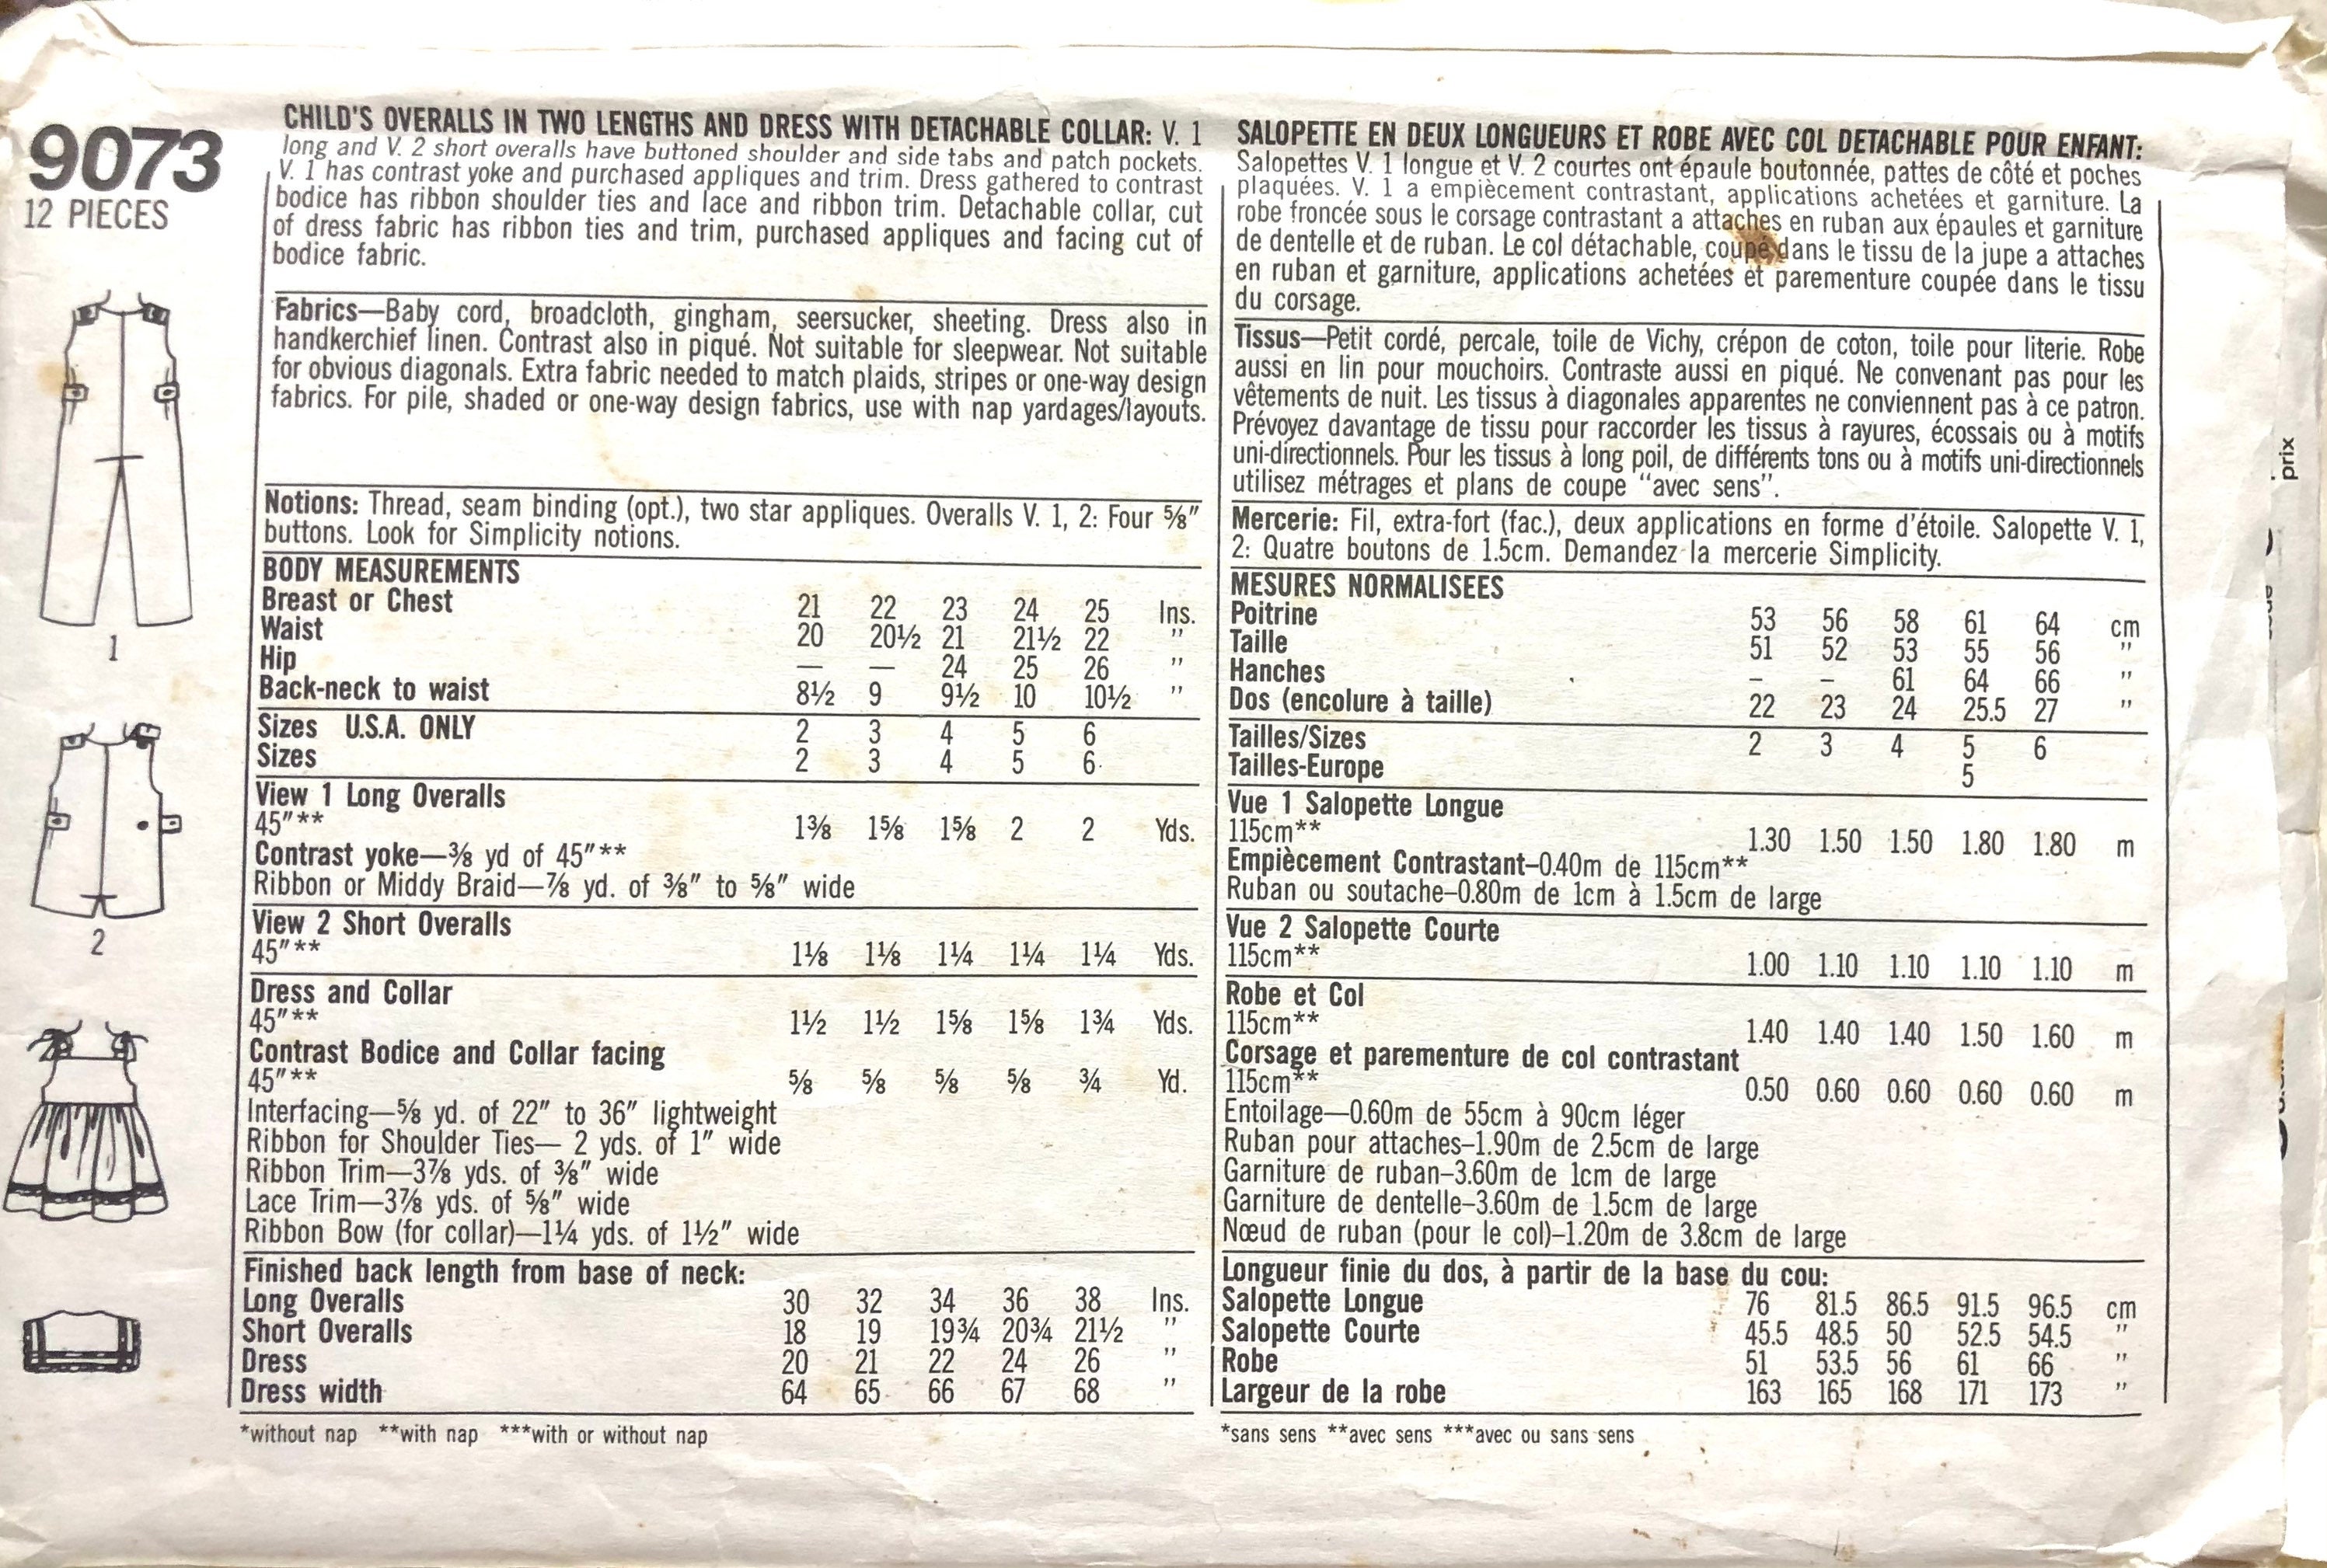 9073
12 PIECES
1
2
CHILD'S OVERALLS IN TWO LENGTHS AND DRESS WITH DETACHABLE COLLAR: V. 1
long and V. 2 short overalls have buttoned shoulder and side tabs and patch pockets.
V. 1 has contrast yoke and purchased appliques and trim. Dress gathered to contrast
bodice has ribbon shoulder ties and lace and ribbon trim. Detachable collar, cut
of dress fabric has ribbon ties and trim, purchased appliques and facing cut of
bodice fabric.
Fabrics—Baby cord, broadcloth, gingham, seersucker, sheeting. Dress also in
handkerchief linen. Contrast also in piqué. Not suitable for sleepwear. Not suitable
for obvious diagonals. Extra fabric needed to match plaids, stripes or one-way design
fabrics. For pile, shaded or one-way design fabrics, use with nap yardages/layouts.
Notions: Thread, seam binding (opt.), two star appliques. Overalls V. 1, 2: Four ⅝"
buttons. Look for Simplicity notions.
BODY MEASUREMENTS
Breast or Chest 21 22 23 24 25 Ins.
Waist 20 20½ 21 21½ 22 "
Hip — — 24 25 26 "
Back-neck to waist 8½ 9 9½ 10 10½ "
Sizes U.S.A. ONLY 2 3 4 5 6
Sizes 2 3 4 5 6
View 1 Long Overalls
45"** 1⅜ 1⅝ 1⅝ 2 2 Yds.
Contrast yoke—⅜ yd of 45"**
Ribbon or Middy Braid—⅞ yd. of ⅜" to ⅝" wide
View 2 Short Overalls
45"** 1⅛ 1⅛ 1¼ 1¼ 1¼ Yds.
Dress and Collar
45"** 1½ 1½ 1⅝ 1⅝ 1¾ Yds.
Contrast Bodice and Collar facing
45"** ⅝ ⅝ ⅝ ⅝ ¾ Yd.
Interfacing—⅝ yd. of 22" to 36" lightweight
Ribbon for Shoulder Ties— 2 yds. of 1" wide
Ribbon Trim—3⅞ yds. of ⅜" wide
Lace Trim—3⅞ yds. of ⅝" wide
Ribbon Bow (for collar)—1¼ yds. of 1½" wide
Finished back length from base of neck:
Long Overalls 30 32 34 36 38 Ins.
Short Overalls 18 19 19¾ 20¾ 21½ "
Dress 20 21 22 24 26 "
Dress width 64 65 66 67 68 "
*without nap **with nap ***with or without nap
SALOPETTE EN DEUX LONGUEURS ET ROBE AVEC COL DETACHABLE POUR ENFANT:
Salopettes V. 1 longue et V. 2 courtes ont épaule boutonnée, pattes de côté et poches
plaquées. V. 1 a empiècement contrastant, applications achetées et garniture. La
robe froncée sous le corsage contrastant a attaches en ruban aux épaules et garniture
de dentelle et de ruban. Le col détachable, coupé dans le tissu de la jupe a attaches
en ruban et garniture, applications achetées et parementure coupée dans le tissu
du corsage.
Tissus—Petit cordé, percale, toile de Vichy, crépon de coton, toile pour literie. Robe
aussi en lin pour mouchoirs. Contraste aussi en piqué. Ne convenant pas pour les
vêtements de nuit. Les tissus à diagonales apparentes ne conviennent pas à ce patron.
Prévoyez davantage de tissu pour raccorder les tissus à rayures, écossais ou à motifs
uni-directionnels. Pour les tissus à long poil, de différents tons ou à motifs uni-directionnels
utilisez métrages et plans de coupe "avec sens".
Mercerie: Fil, extra-fort (fac.), deux applications en forme d'étoile. Salopette V. 1,
2: Quatre boutons de 1.5cm. Demandez la mercerie Simplicity.
MESURES NORMALISEES
Poitrine 53 56 58 61 64 cm
Taille 51 52 53 55 56 "
Hanches – – 61 64 66 "
Dos (encolure à taille) 22 23 24 25.5 27 "
Tailles/Sizes 2 3 4 5 6
Tailles-Europe 5
Vue 1 Salopette Longue
115cm** 1.30 1.50 1.50 1.80 1.80 m
Empiècement Contrastant–0.40m de 115cm**
Ruban ou soutache–0.80m de 1cm à 1.5cm de large
Vue 2 Salopette Courte
115cm** 1.00 1.10 1.10 1.10 1.10 m
Robe et Col
115cm** 1.40 1.40 1.40 1.50 1.60 m
Corsage et parementure de col contrastant
115cm** 0.50 0.60 0.60 0.60 0.60 m
Entoilage—0.60m de 55cm à 90cm léger
Ruban pour attaches–1.90m de 2.5cm de large
Garniture de ruban–3.60m de 1cm de large
Garniture de dentelle–3.60m de 1.5cm de large
Nœud de ruban (pour le col)–1.20m de 3.8cm de large
Longueur finie du dos, à partir de la base du cou:
Salopette Longue 76 81.5 86.5 91.5 96.5 cm
Salopette Courte 45.5 48.5 50 52.5 54.5 "
Robe 51 53.5 56 61 66 "
Largeur de la robe 163 165 168 171 173 "
*sans sens **avec sens ***avec ou sans sens
prix